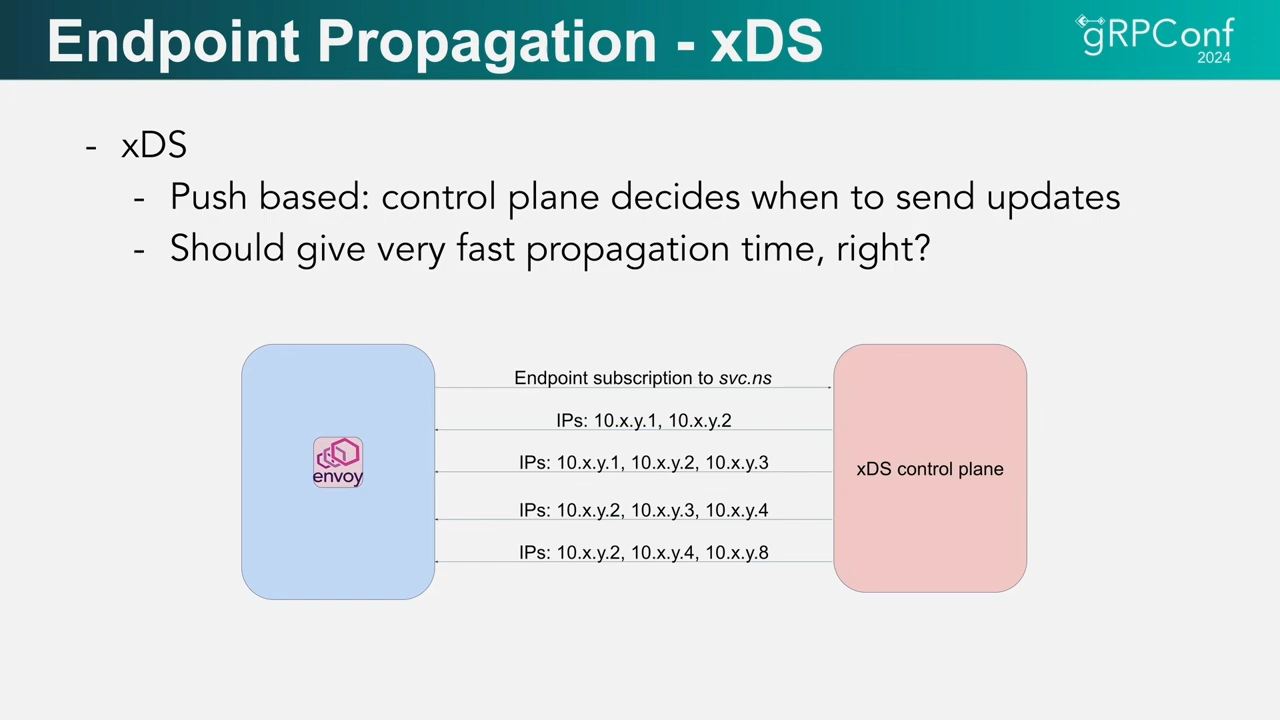 Endpoint Propagation - xDS
gRPConf
2024
- xDS
- Push based: control plane decides when to send updates
- Should give very fast propagation time, right?
Endpoint subscription to svc.ns
IPs: 10.x.y.1, 10.x.y.2
IPs: 10.x.y.1, 10.x.y.2, 10.x.y.3
IPs: 10.x.y.2, 10.x.y.3, 10.x.y.4
IPs: 10.x.y.2, 10.x.y.4, 10.x.y.8
envoy
xDS control plane